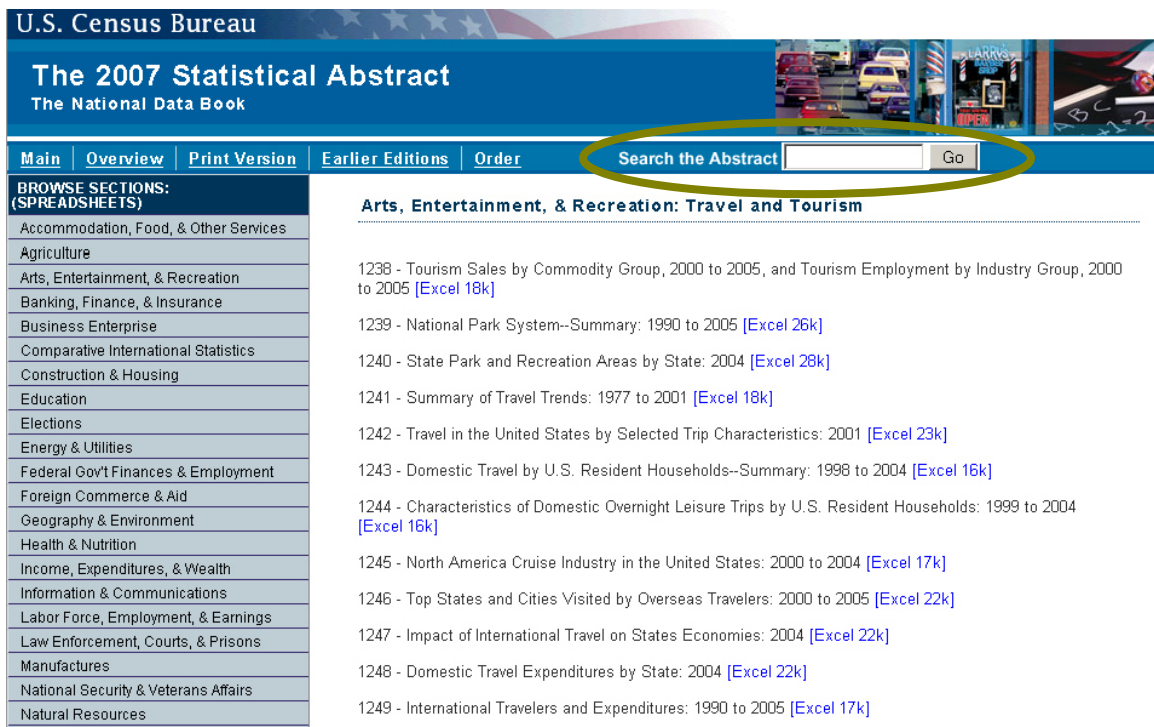 U.S. Census Bureau
The 2007 Statistical Abstract
The National Data Book
LARRY'S
BARBER
SHOP
OPEN
A B C
Main Overview Print Version Earlier Editions Order Search the Abstract Go
BROWSE SECTIONS:
(SPREADSHEETS)
Accommodation, Food, & Other Services
Agriculture
Arts, Entertainment, & Recreation
Banking, Finance, & Insurance
Business Enterprise
Comparative International Statistics
Construction & Housing
Education
Elections
Energy & Utilities
Federal Gov't Finances & Employment
Foreign Commerce & Aid
Geography & Environment
Health & Nutrition
Income, Expenditures, & Wealth
Information & Communications
Labor Force, Employment, & Earnings
Law Enforcement, Courts, & Prisons
Manufactures
National Security & Veterans Affairs
Natural Resources
Arts, Entertainment, & Recreation: Travel and Tourism
1238 - Tourism Sales by Commodity Group, 2000 to 2005, and Tourism Employment by Industry Group, 2000
to 2005 [Excel 18k]
1239 - National Park System--Summary: 1990 to 2005 [Excel 26k]
1240 - State Park and Recreation Areas by State: 2004 [Excel 28k]
1241 - Summary of Travel Trends: 1977 to 2001 [Excel 18k]
1242 - Travel in the United States by Selected Trip Characteristics: 2001 [Excel 23k]
1243 - Domestic Travel by U.S. Resident Households--Summary: 1998 to 2004 [Excel 16k]
1244 - Characteristics of Domestic Overnight Leisure Trips by U.S. Resident Households: 1999 to 2004
[Excel 16k]
1245 - North America Cruise Industry in the United States: 2000 to 2004 [Excel 17k]
1246 - Top States and Cities Visited by Overseas Travelers: 2000 to 2005 [Excel 22k]
1247 - Impact of International Travel on States Economies: 2004 [Excel 22k]
1248 - Domestic Travel Expenditures by State: 2004 [Excel 22k]
1249 - International Travelers and Expenditures: 1990 to 2005 [Excel 17k]